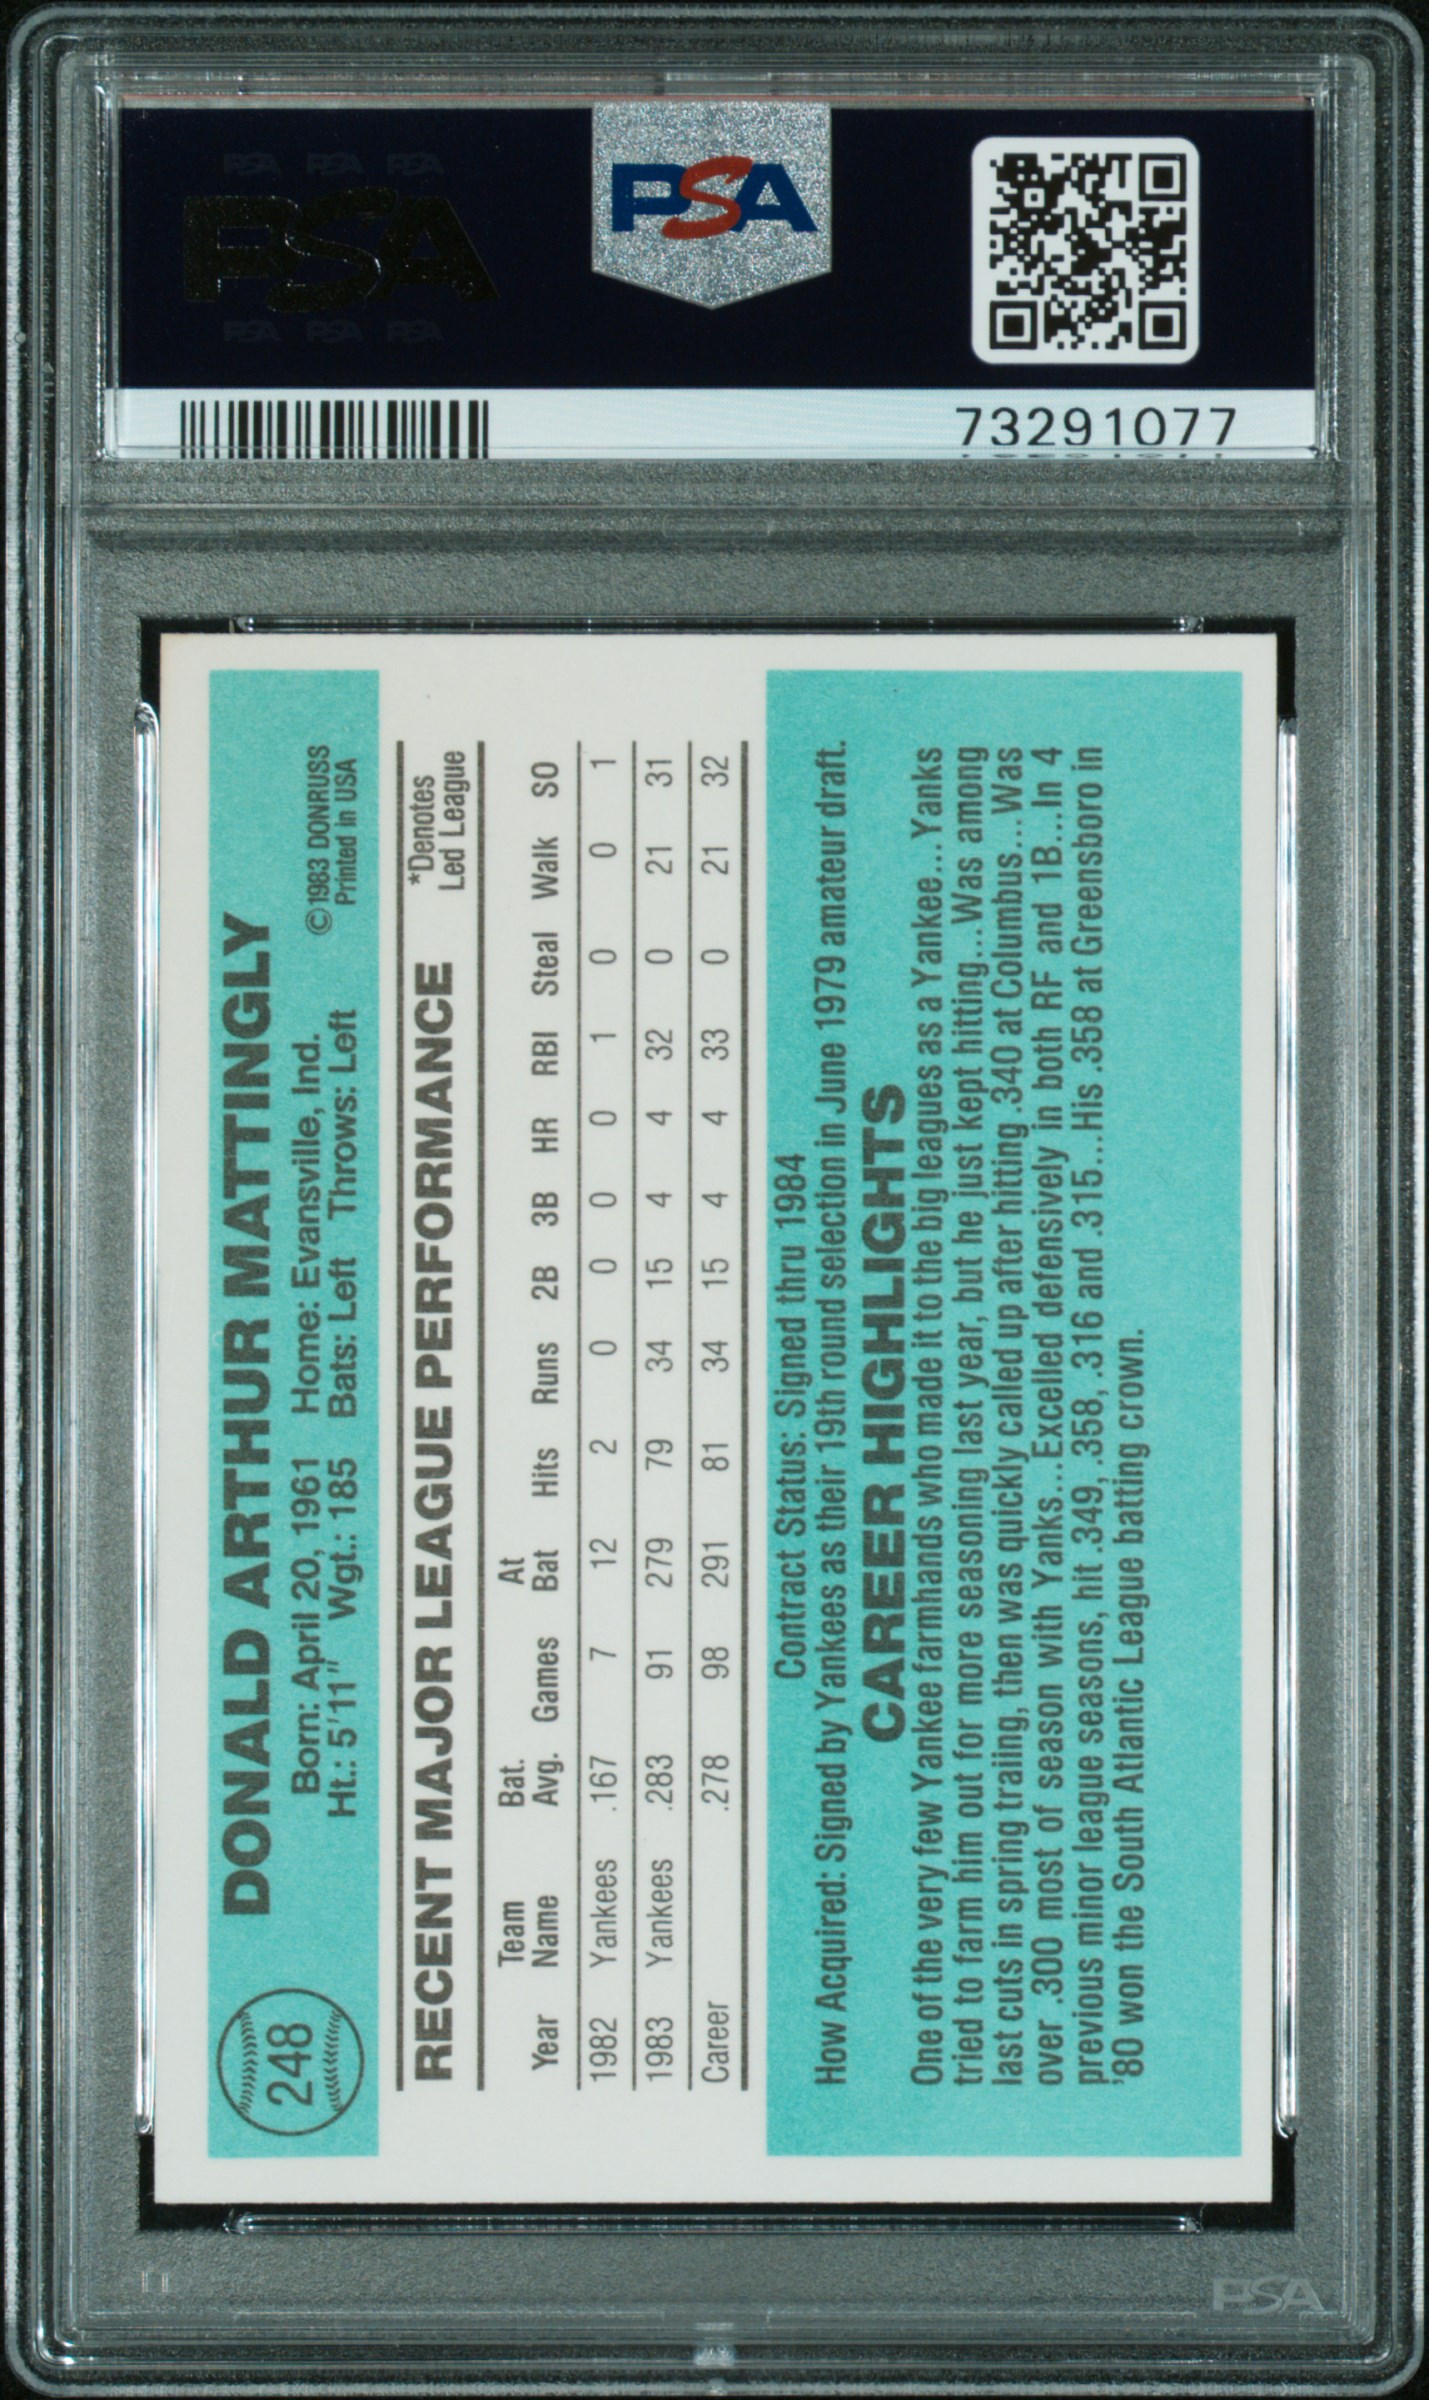 PSA PSA PSA
PSA
PSA PSA PSA
PSA
73291077
248
DONALD ARTHUR MATTINGLY
Born: April 20, 1961 Home: Evansville, Ind. ©1983 DONRUSS
Ht.: 5'11" Wgt.: 185 Bats: Left Throws: Left Printed in USA
RECENT MAJOR LEAGUE PERFORMANCE *Denotes
Led League
Year Team Name Bat. Avg. Games At Bat Hits Runs 2B 3B HR RBI Steal Walk SO
1982 Yankees .167 7 12 2 0 0 0 0 1 0 0 1
1983 Yankees .283 91 279 79 34 15 4 4 32 0 21 31
Career .278 98 291 81 34 15 4 4 33 0 21 32
Contract Status: Signed thru 1984
How Acquired: Signed by Yankees as their 19th round selection in June 1979 amateur draft.
CAREER HIGHLIGHTS
One of the very few Yankee farmhands who made it to the big leagues as a Yankee... Yanks
tried to farm him out for more seasoning last year, but he just kept hitting...Was among
last cuts in spring traing, then was quickly called up after hitting .340 at Columbus...Was
over .300 most of season with Yanks...Excelled defensively in both RF and 1B...In 4
previous minor league seasons, hit .349, .358, .316 and .315...His .358 at Greensboro in
'80 won the South Atlantic League batting crown.
PSA